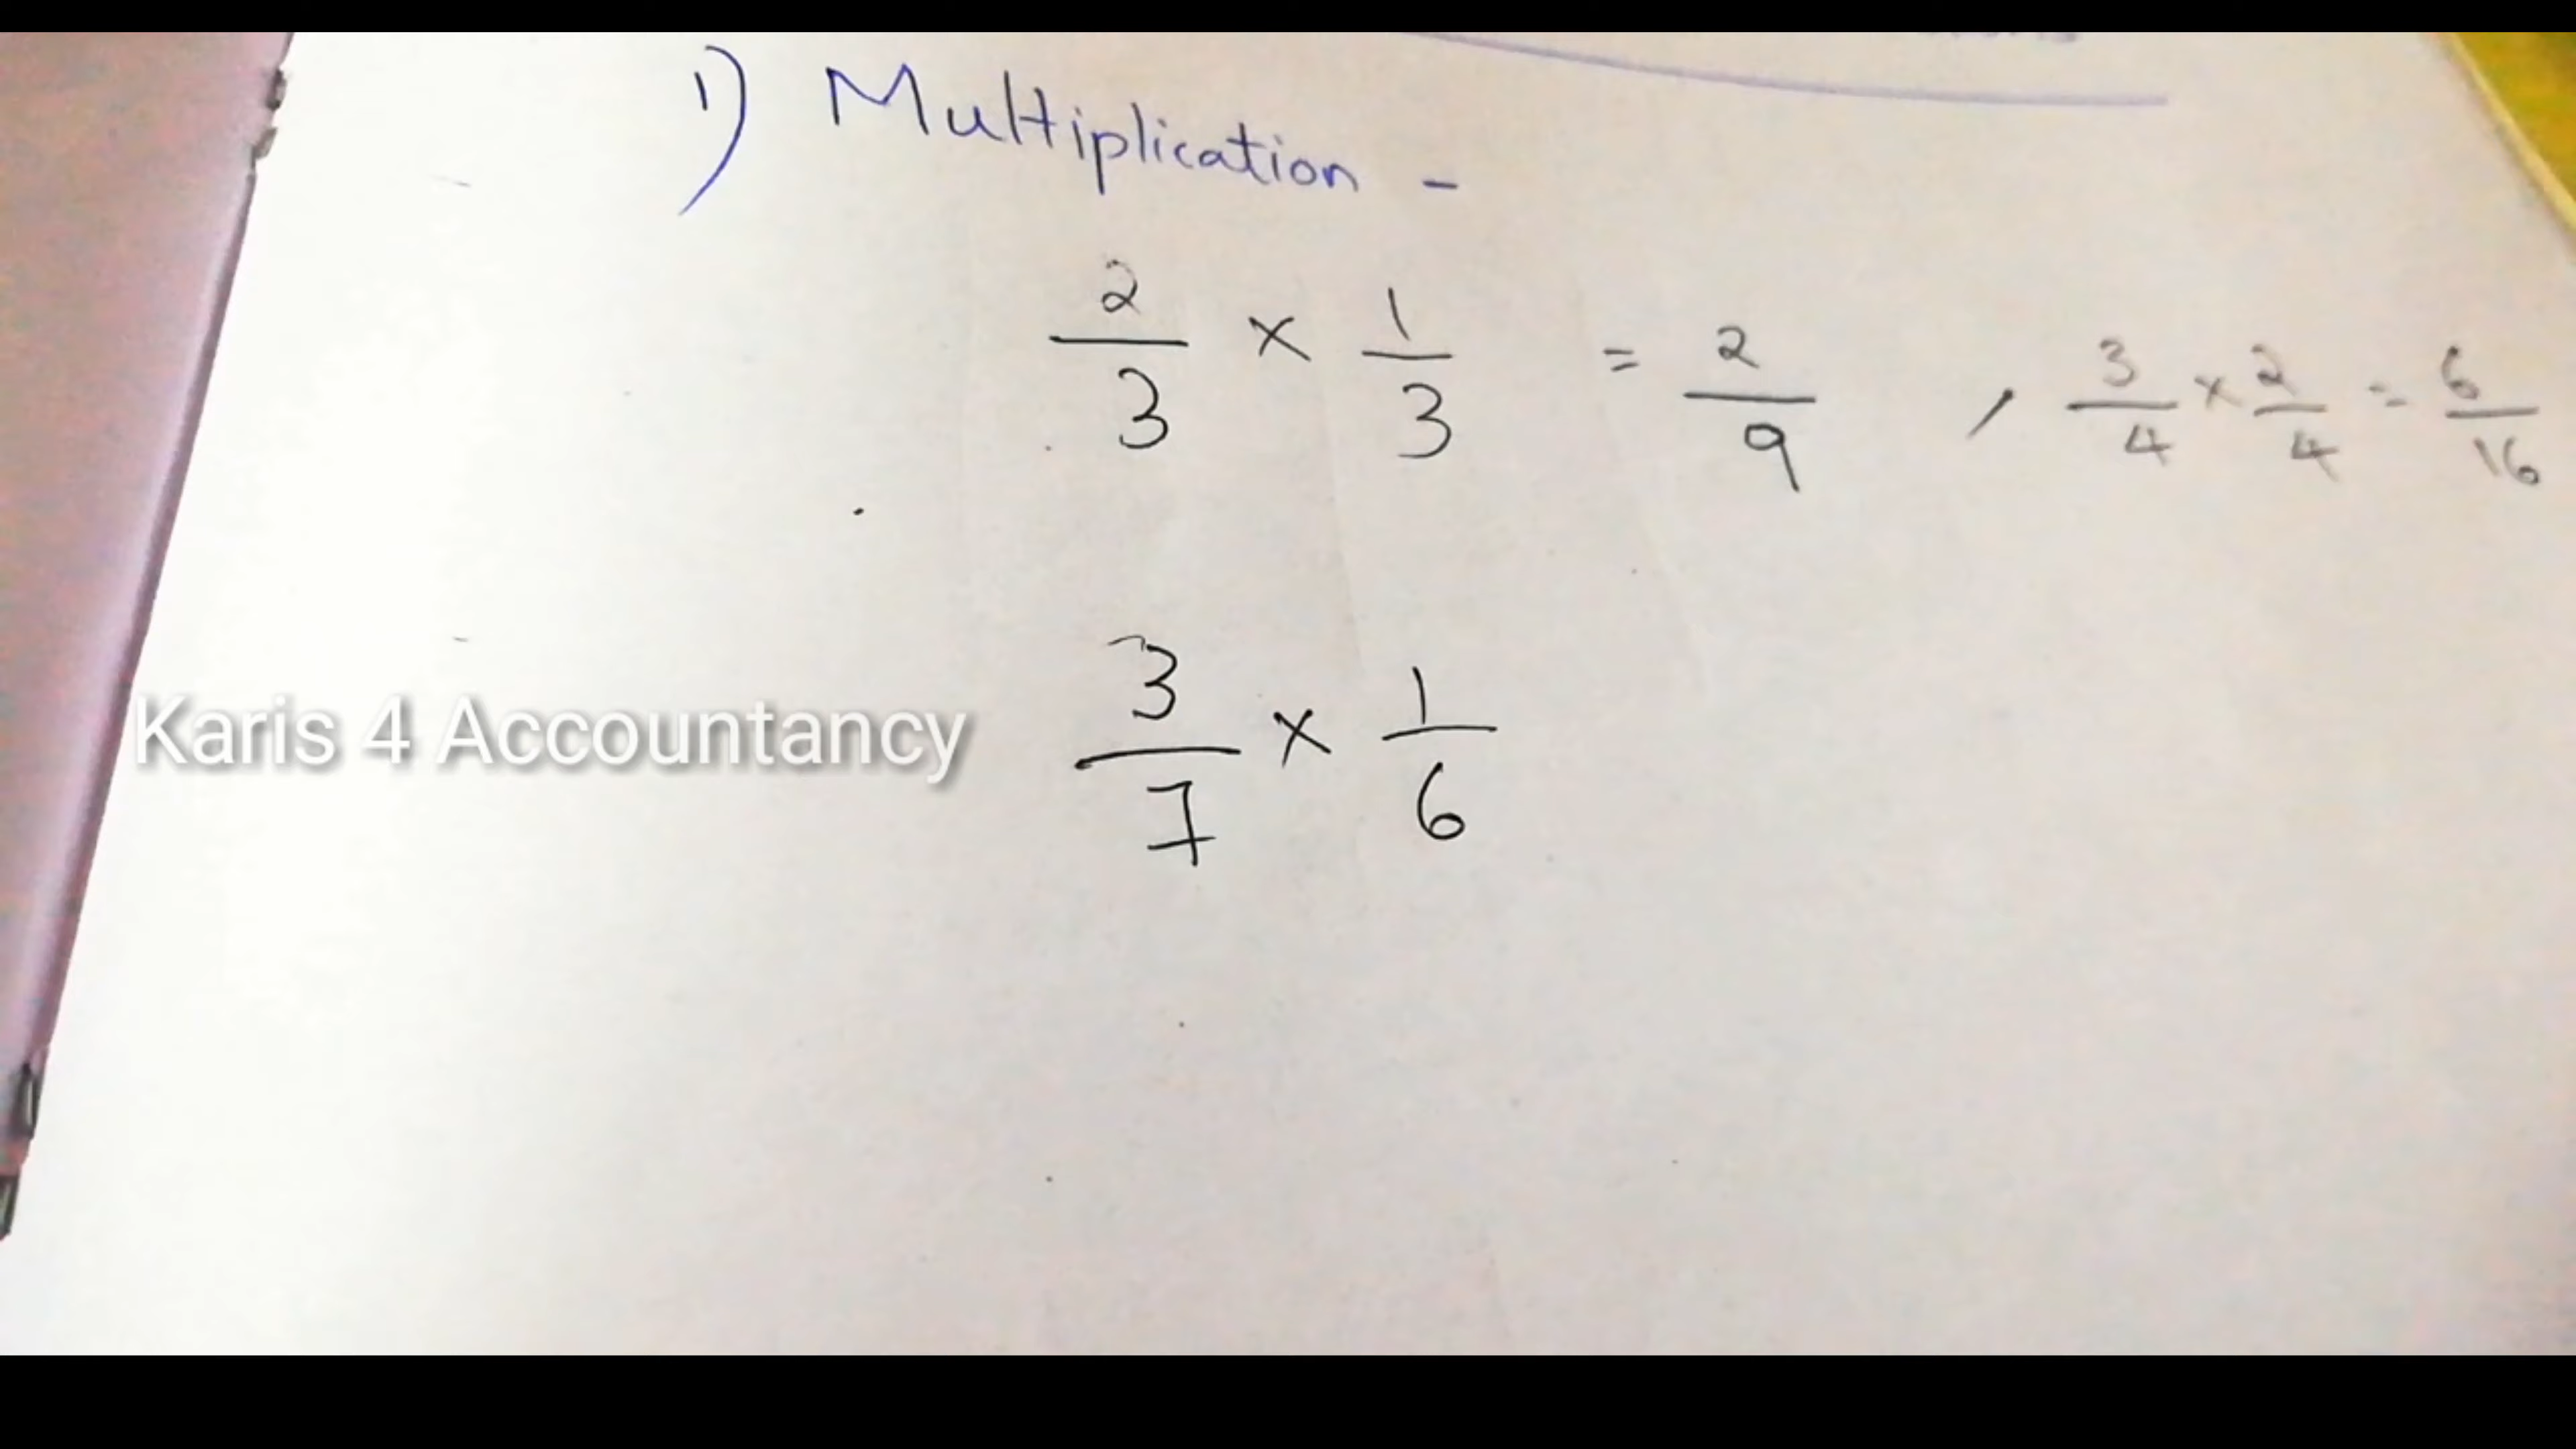 1) Multiplication -
2/3 × 1/3 = 2/9 , 3/4 × 2/4 = 6/16
3/7 × 1/6
Karis 4 Accountancy